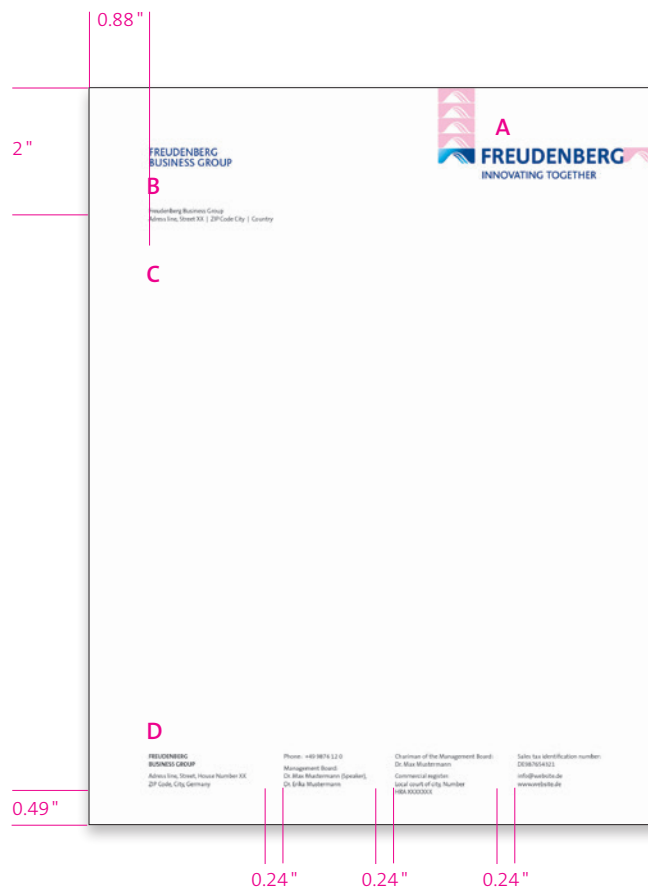 0.88"
2"
A
FREUDENBERG
INNOVATING TOGETHER
FREUDENBERG
BUSINESS GROUP
B
Freudenberg Business Group
Adress line, Street XX | ZIP Code City | Country
C
D
FREUDENBERG
BUSINESS GROUP
Adress line, Street, House Number XX
ZIP Code, City, Germany
Phone: +49 9876 12 0
Management Board:
Dr. Max Mustermann (Speaker),
Dr. Erika Mustermann
Chairman of the Management Board:
Dr. Max Mustermann
Commercial register:
Local court of city, Number
HRA XXXXXXX
Sales tax identification number:
DE987654321
info@website.de
www.website.de
0.49"
0.24"
0.24"
0.24"